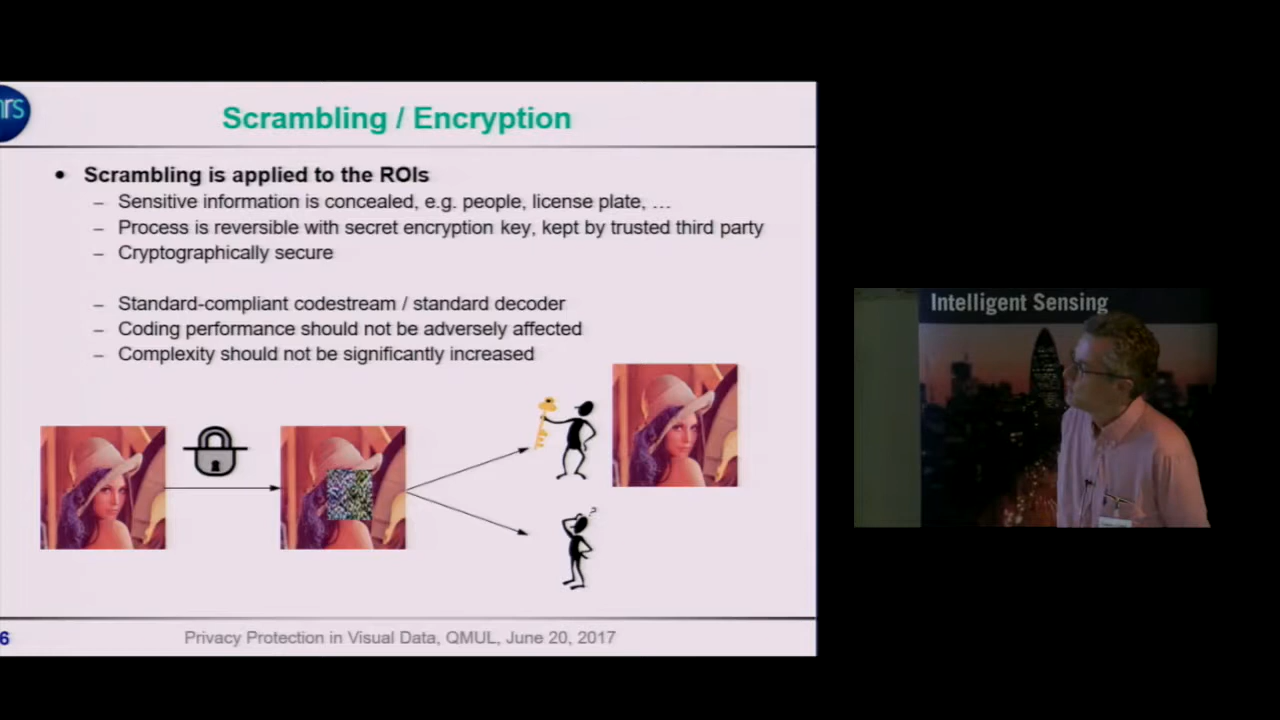 nrs
Scrambling / Encryption
• Scrambling is applied to the ROIs
– Sensitive information is concealed, e.g. people, license plate, …
– Process is reversible with secret encryption key, kept by trusted third party
– Cryptographically secure
– Standard-compliant codestream / standard decoder
– Coding performance should not be adversely affected
– Complexity should not be significantly increased
?
6
Privacy Protection in Visual Data, QMUL, June 20, 2017
Intelligent Sensing